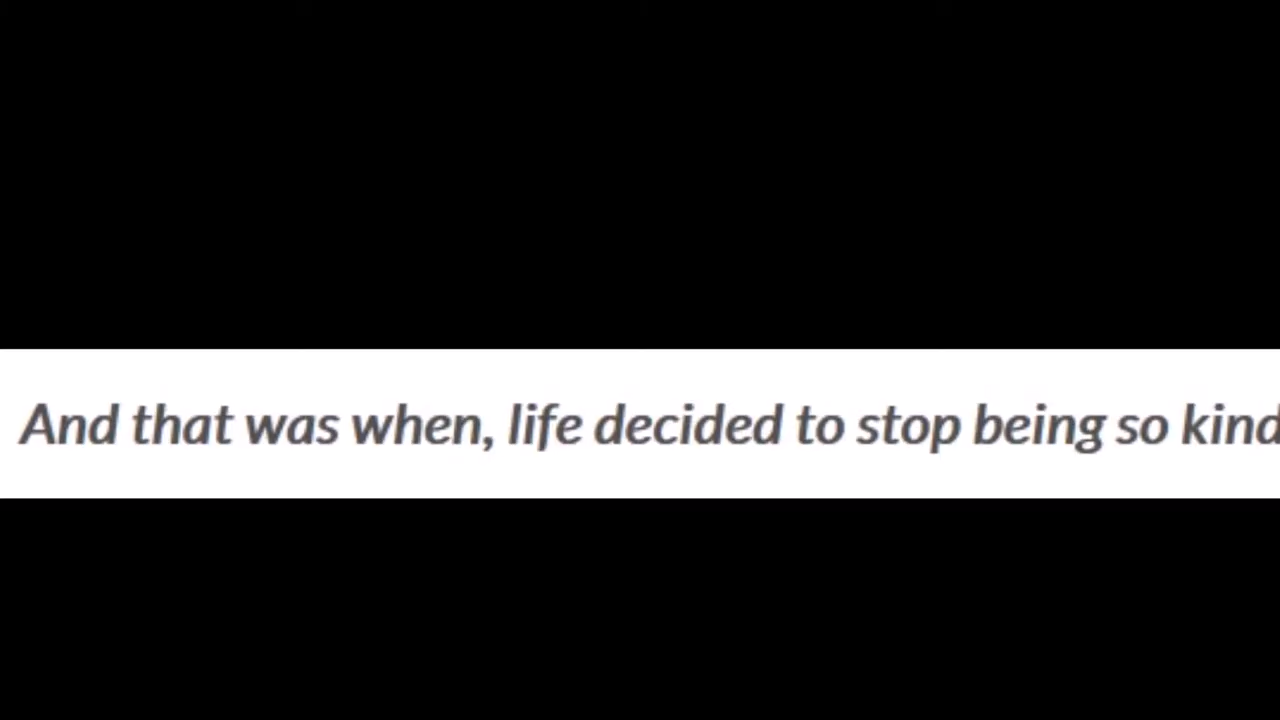 And that was when, life decided to stop being so kind